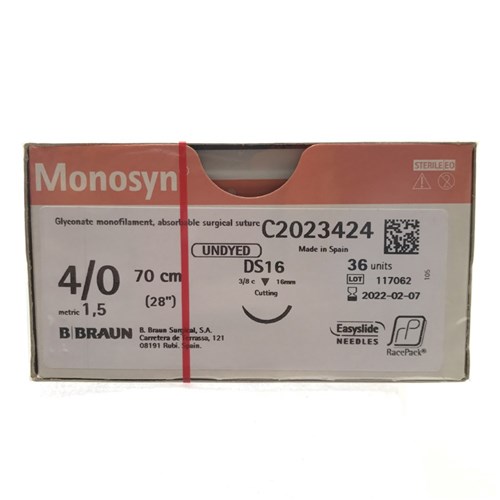 STERILE EO
Monosyn
Glyconate monofilament, absorbable surgical suture
C2023424
UNDYED
Made in Spain
4/0
70 cm
(28")
metric 1,5
DS16
3/8 c
16mm
Cutting
36 units
LOT 117062
2022-02-07
105
B|BRAUN
B. Braun Surgical, S.A.
Carretera de Terrassa, 121
08191 Rubí. Spain.
Easyslide
NEEDLES
RacePack®